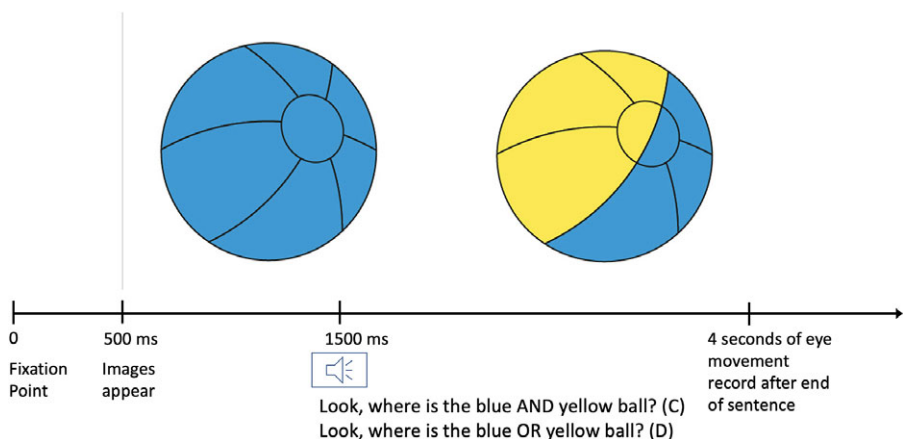 0
500 ms
1500 ms
4 seconds of eye
movement
record after end
of sentence
Fixation
Point
Images
appear
Look, where is the blue AND yellow ball? (C)
Look, where is the blue OR yellow ball? (D)